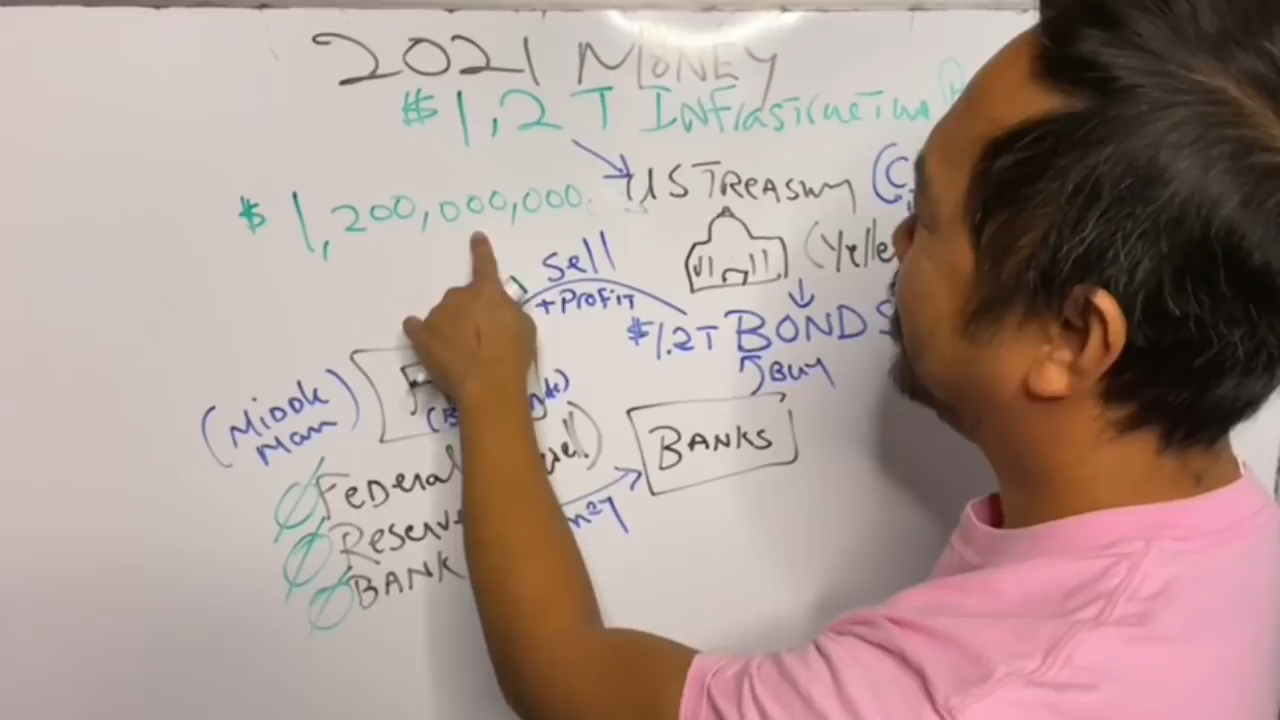 2021 MONEY
$1,2 T Infrastructure
$ 1,200,000,000.
US TREASURY (C
(Yelle
Sell
+ Profit
$1.2T BOND
BUY
(Middle Man)
BANKS
Federal
Reserve
BANK